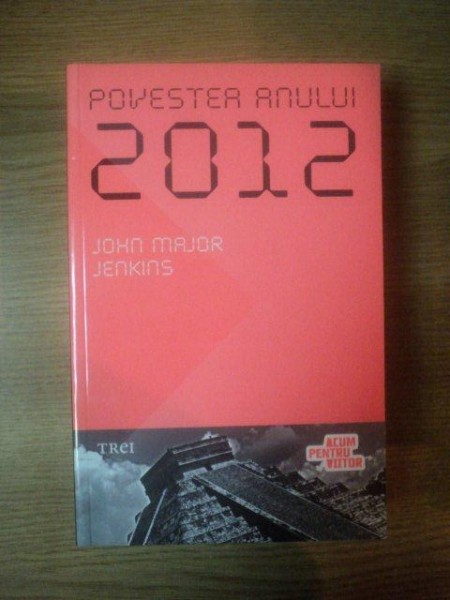 POVESTEA ANULUI
2012
JOHN MAJOR
JENKINS
TREI
ACUM
PENTRU
VIITOR